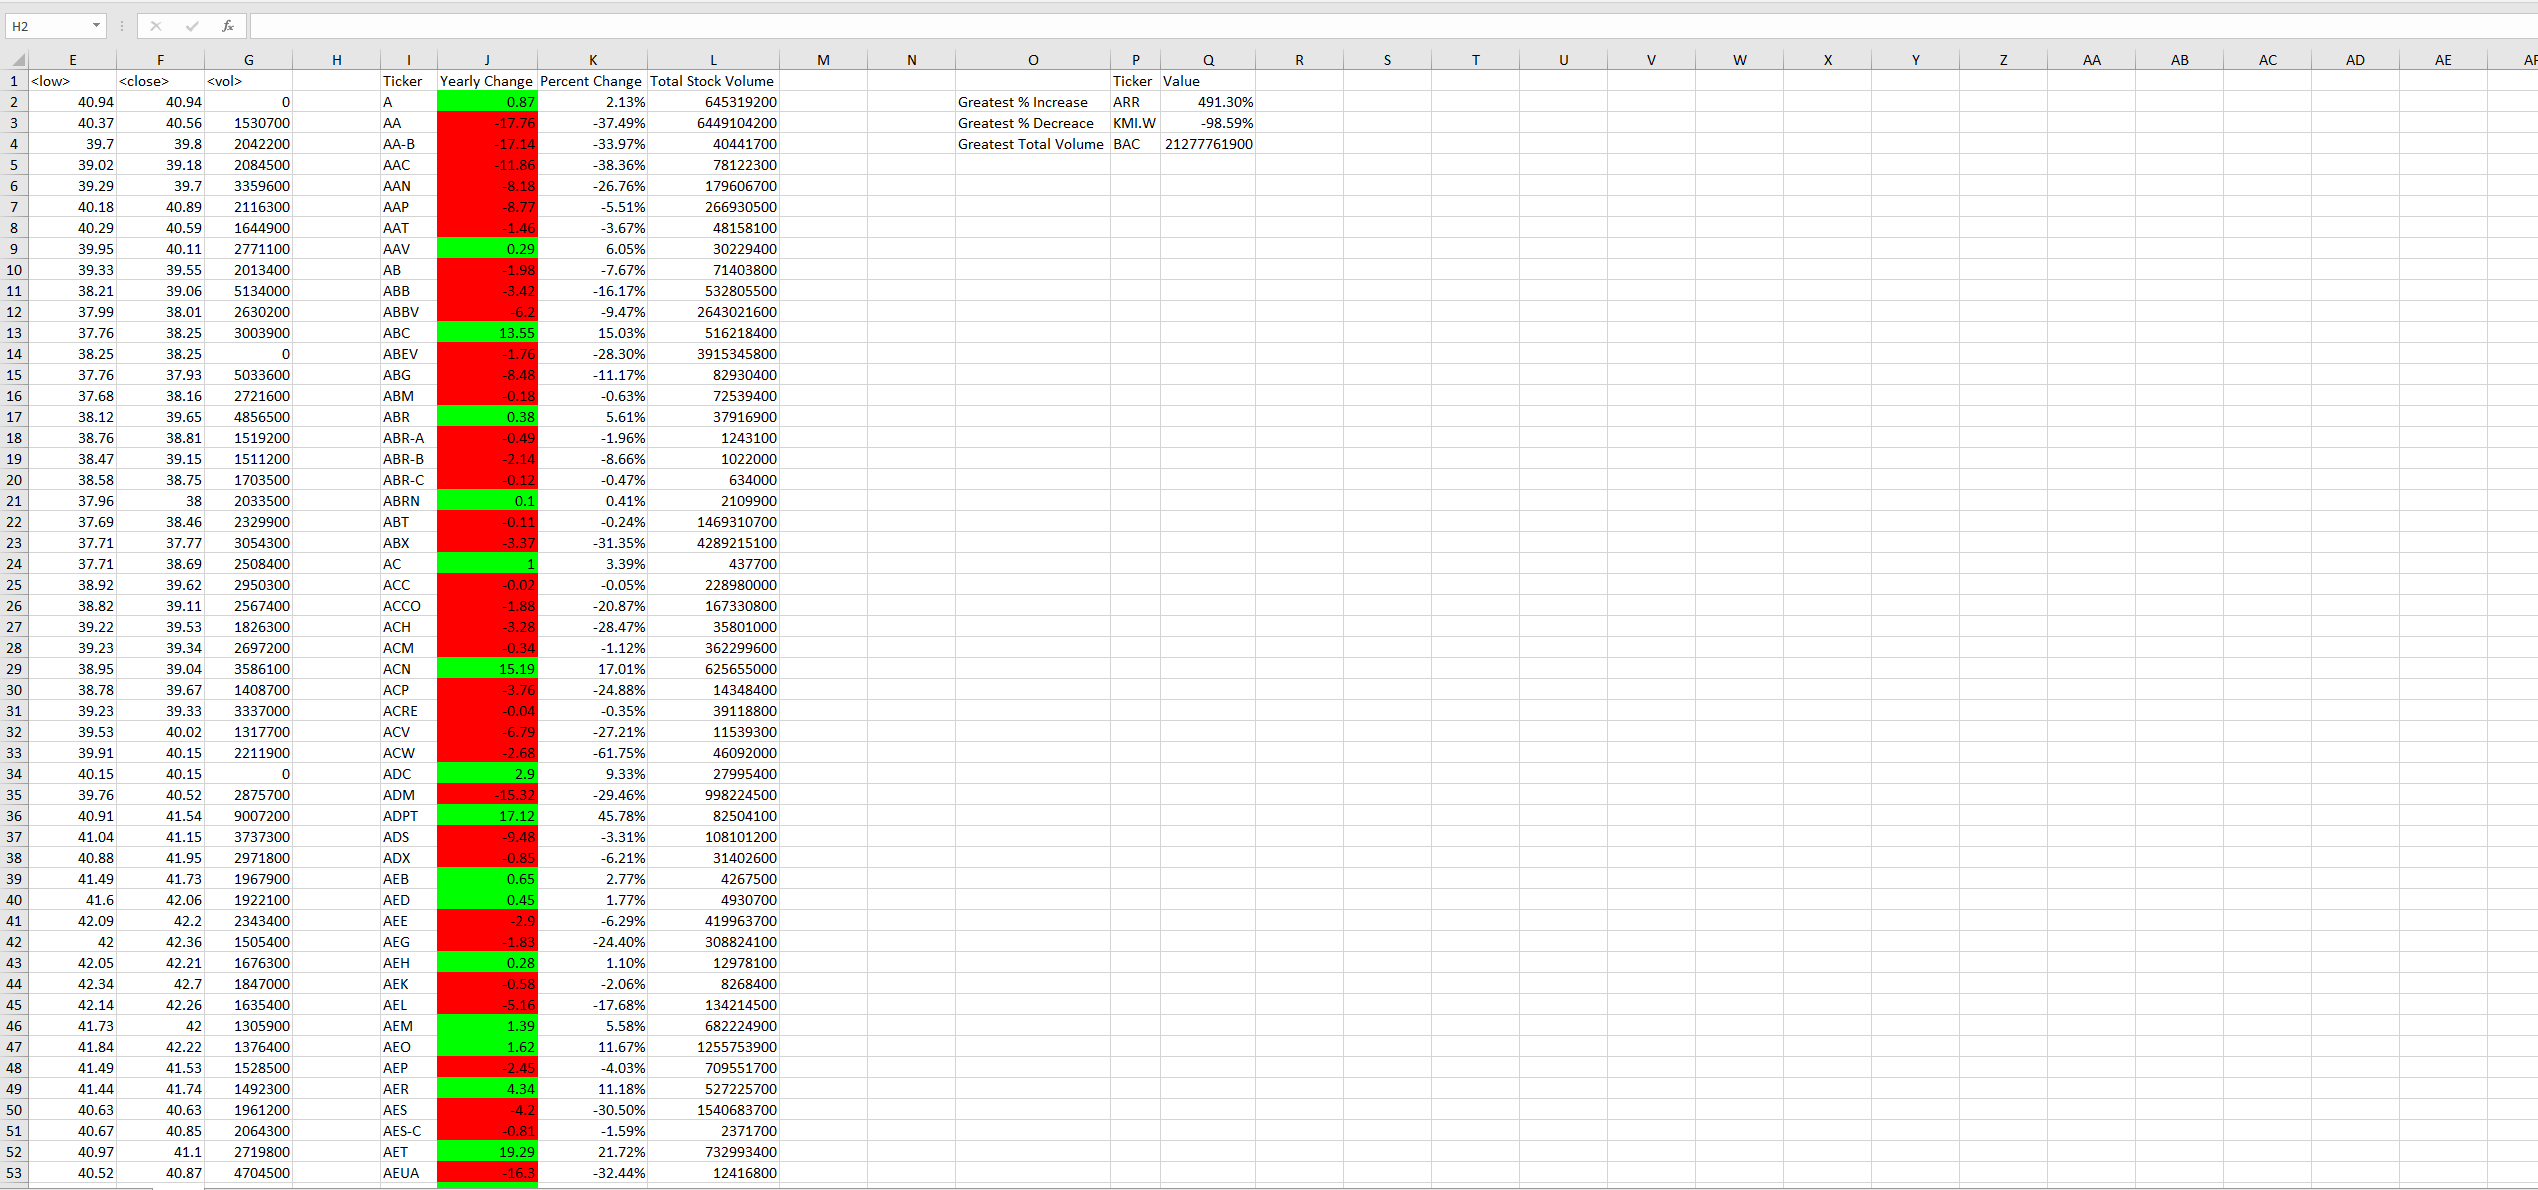 H2 fx
E F G H I J K L M N O P Q R S T U V W X Y Z AA AB AC AD AE AF
1 <low> <close> <vol> Ticker Yearly Change Percent Change Total Stock Volume Ticker Value
2 40.94 40.94 0 A 0.87 2.13% 645319200 Greatest % Increase ARR 491.30%
3 40.37 40.56 1530700 AA -17.76 -37.49% 6449104200 Greatest % Decreace KMI.W -98.59%
4 39.7 39.8 2042200 AA-B -17.14 -33.97% 40441700 Greatest Total Volume BAC 21277761900
5 39.02 39.18 2084500 AAC -11.86 -38.36% 78122300
6 39.29 39.7 3359600 AAN -8.18 -26.76% 179606700
7 40.18 40.89 2116300 AAP -8.77 -5.51% 266930500
8 40.29 40.59 1644900 AAT -1.46 -3.67% 48158100
9 39.95 40.11 2771100 AAV 0.29 6.05% 30229400
10 39.33 39.55 2013400 AB -1.98 -7.67% 71403800
11 38.21 39.06 5134000 ABB -3.42 -16.17% 532805500
12 37.99 38.01 2630200 ABBV -6.2 -9.47% 2643021600
13 37.76 38.25 3003900 ABC 13.55 15.03% 516218400
14 38.25 38.25 0 ABEV -1.76 -28.30% 3915345800
15 37.76 37.93 5033600 ABG -8.48 -11.17% 82930400
16 37.68 38.16 2721600 ABM -0.18 -0.63% 72539400
17 38.12 39.65 4856500 ABR 0.38 5.61% 37916900
18 38.76 38.81 1519200 ABR-A -0.49 -1.96% 1243100
19 38.47 39.15 1511200 ABR-B -2.14 -8.66% 1022000
20 38.58 38.75 1703500 ABR-C -0.12 -0.47% 634000
21 37.96 38 2033500 ABRN 0.1 0.41% 2109900
22 37.69 38.46 2329900 ABT -0.11 -0.24% 1469310700
23 37.71 37.77 3054300 ABX -3.37 -31.35% 4289215100
24 37.71 38.69 2508400 AC 1 3.39% 437700
25 38.92 39.62 2950300 ACC -0.02 -0.05% 228980000
26 38.82 39.11 2567400 ACCO -1.88 -20.87% 167330800
27 39.22 39.53 1826300 ACH -3.28 -28.47% 35801000
28 39.23 39.34 2697200 ACM -0.34 -1.12% 362299600
29 38.95 39.04 3586100 ACN 15.19 17.01% 625655000
30 38.78 39.67 1408700 ACP -3.76 -24.88% 14348400
31 39.23 39.33 3337000 ACRE -0.04 -0.35% 39118800
32 39.53 40.02 1317700 ACV -6.79 -27.21% 11539300
33 39.91 40.15 2211900 ACW -2.68 -61.75% 46092000
34 40.15 40.15 0 ADC 2.9 9.33% 27995400
35 39.76 40.52 2875700 ADM -15.32 -29.46% 998224500
36 40.91 41.54 9007200 ADPT 17.12 45.78% 82504100
37 41.04 41.15 3737300 ADS -9.48 -3.31% 108101200
38 40.88 41.95 2971800 ADX -0.85 -6.21% 31402600
39 41.49 41.73 1967900 AEB 0.65 2.77% 4267500
40 41.6 42.06 1922100 AED 0.45 1.77% 4930700
41 42.09 42.2 2343400 AEE -2.9 -6.29% 419963700
42 42 42.36 1505400 AEG -1.83 -24.40% 308824100
43 42.05 42.21 1676300 AEH 0.28 1.10% 12978100
44 42.34 42.7 1847000 AEK -0.58 -2.06% 8268400
45 42.14 42.26 1635400 AEL -5.16 -17.68% 134214500
46 41.73 42 1305900 AEM 1.39 5.58% 682224900
47 41.84 42.22 1376400 AEO 1.62 11.67% 1255753900
48 41.49 41.53 1528500 AEP -2.45 -4.03% 709551700
49 41.44 41.74 1492300 AER 4.34 11.18% 527225700
50 40.63 40.63 1961200 AES -4.2 -30.50% 1540683700
51 40.67 40.85 2064300 AES-C -0.81 -1.59% 2371700
52 40.97 41.1 2719800 AET 19.29 21.72% 732993400
53 40.52 40.87 4704500 AEUA -16.3 -32.44% 12416800